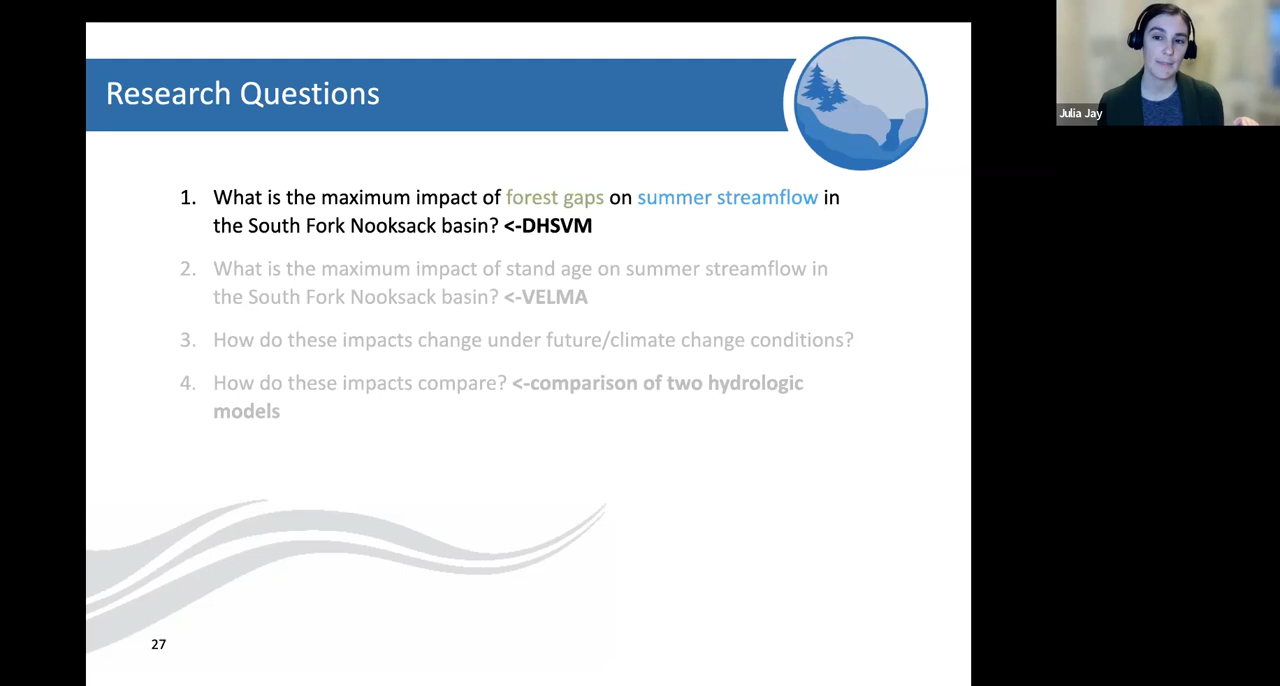 Research Questions
Julia Jay
1. What is the maximum impact of forest gaps on summer streamflow in
the South Fork Nooksack basin? <-DHSVM
2. What is the maximum impact of stand age on summer streamflow in
the South Fork Nooksack basin? <-VELMA
3. How do these impacts change under future/climate change conditions?
4. How do these impacts compare? <-comparison of two hydrologic
models
27